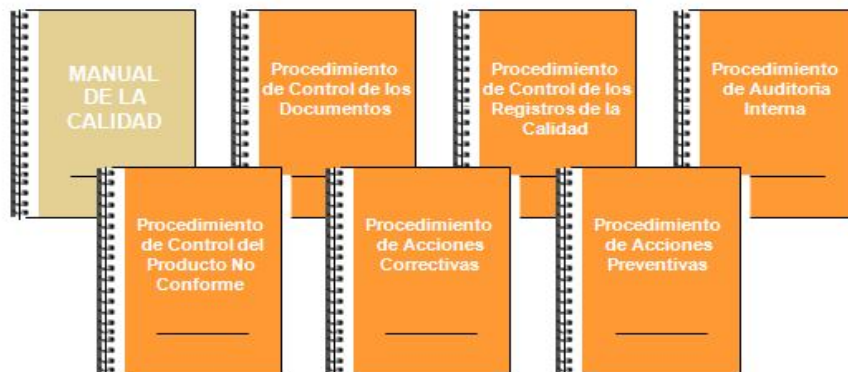 MANUAL
DE LA
CALIDAD
Procedimiento
de Control de los
Documentos
Procedimiento
de Control de los
Registros de la
Calidad
Procedimiento
de Auditoria
Interna
Procedimiento
de Control del
Producto No
Conforme
Procedimiento
de Acciones
Correctivas
Procedimiento
de Acciones
Preventivas